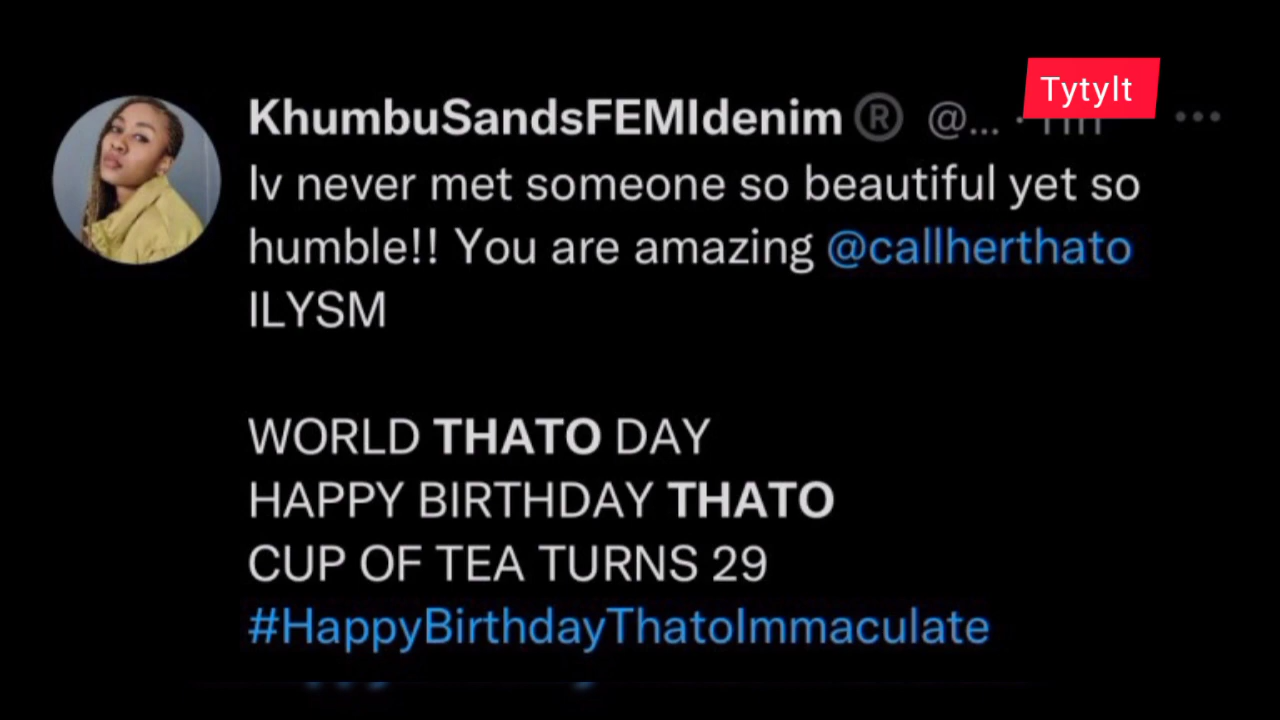 TytyIt
KhumbuSandsFEMIdenim ® @... ·
Iv never met someone so beautiful yet so
humble!! You are amazing @callherthato
ILYSM
WORLD THATO DAY
HAPPY BIRTHDAY THATO
CUP OF TEA TURNS 29
#HappyBirthdayThatoImmaculate